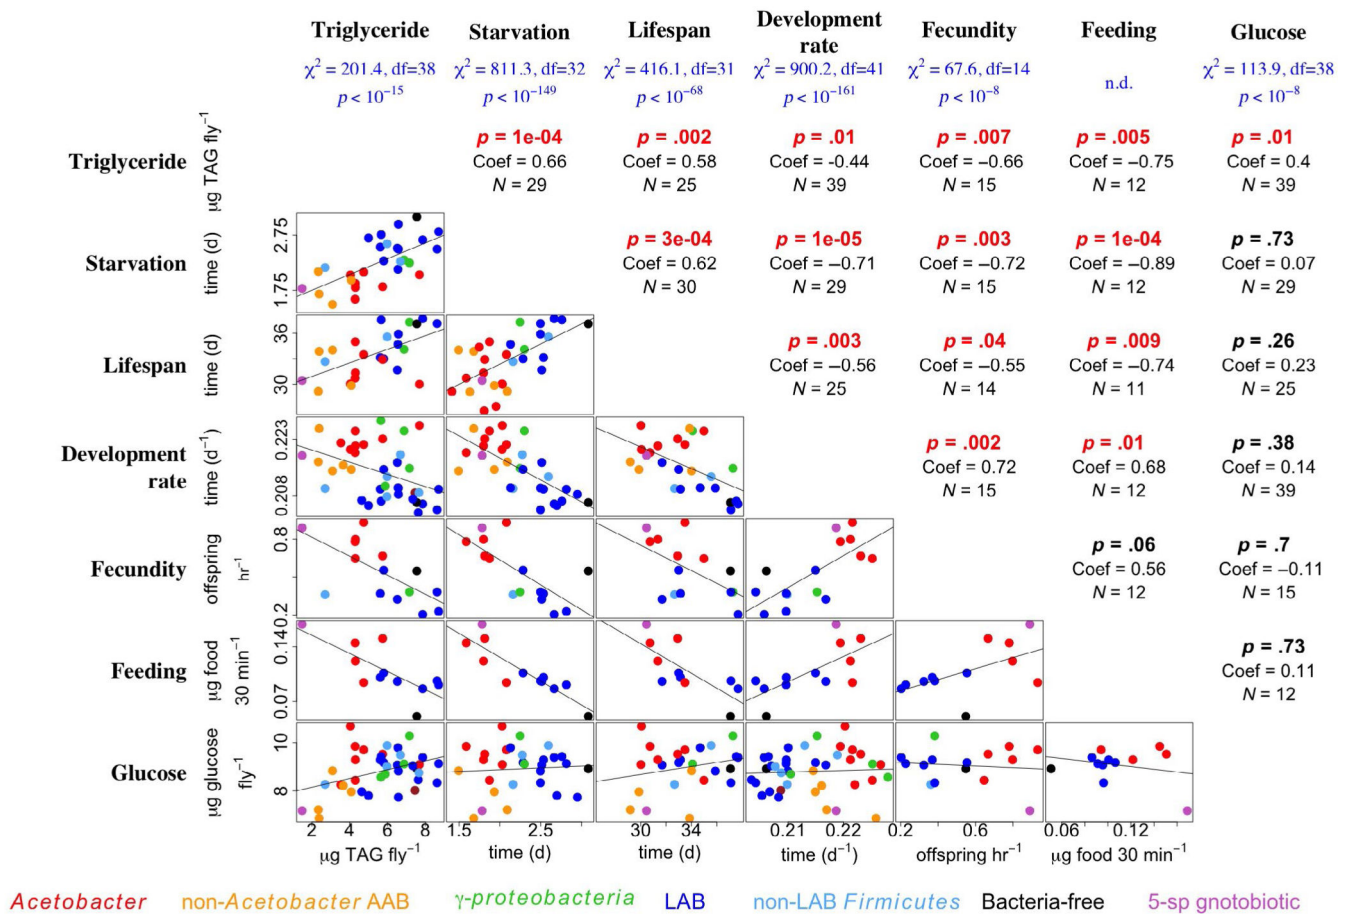 Triglyceride Starvation Lifespan Development rate Fecundity Feeding Glucose
χ² = 201.4, df=38 χ² = 811.3, df=32 χ² = 416.1, df=31 χ² = 900.2, df=41 χ² = 67.6, df=14 n.d. χ² = 113.9, df=38
p < 10⁻¹⁵ p < 10⁻¹⁴⁹ p < 10⁻⁶⁸ p < 10⁻¹⁶¹ p < 10⁻⁸ p < 10⁻⁸
Triglyceride
µg TAG fly⁻¹
p = 1e-04 p = .002 p = .01 p = .007 p = .005 p = .01
Coef = 0.66 Coef = 0.58 Coef = -0.44 Coef = −0.66 Coef = −0.75 Coef = 0.4
N = 29 N = 25 N = 39 N = 15 N = 12 N = 39
Starvation
time (d)
2.75
1.75
p = 3e-04 p = 1e-05 p = .003 p = 1e-04 p = .73
Coef = 0.62 Coef = −0.71 Coef = −0.72 Coef = −0.89 Coef = 0.07
N = 30 N = 29 N = 15 N = 12 N = 29
Lifespan
time (d)
36
30
p = .003 p = .04 p = .009 p = .26
Coef = −0.56 Coef = −0.55 Coef = −0.74 Coef = 0.23
N = 25 N = 14 N = 11 N = 25
Development
rate
time (d⁻¹)
0.223
0.208
p = .002 p = .01 p = .38
Coef = 0.72 Coef = 0.68 Coef = 0.14
N = 15 N = 12 N = 39
Fecundity
offspring
hr⁻¹
0.8
.2
p = .06 p = .7
Coef = 0.56 Coef = −0.11
N = 12 N = 15
Feeding
µg food
30 min⁻¹
0.140
0.07
p = .73
Coef = 0.11
N = 12
Glucose
µg glucose
fly⁻¹
10
8
2 4 6 8 1.5 2.5 30 34 0.21 0.22 0.2 0.6 0.06 0.12
µg TAG fly⁻¹ time (d) time (d) time (d⁻¹) offspring hr⁻¹ µg food 30 min⁻¹
Acetobacter non-Acetobacter AAB γ-proteobacteria LAB non-LAB Firmicutes Bacteria-free 5-sp gnotobiotic